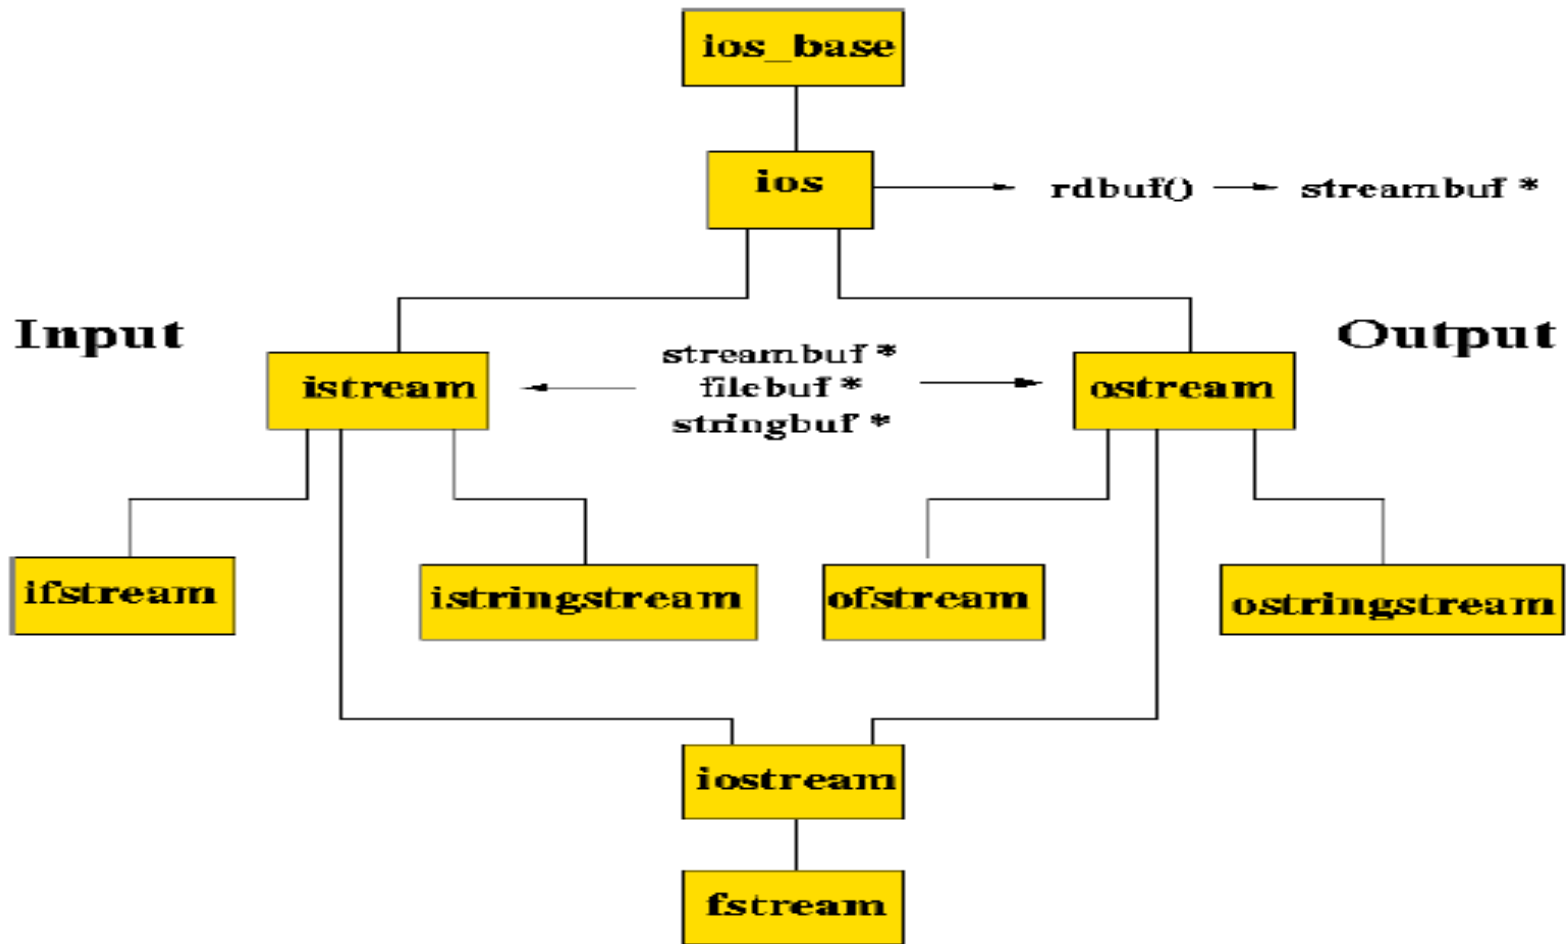 ios_base
ios
rdbuf()
streambuf *
Input
Output
istream
streambuf *
filebuf *
stringbuf *
ostream
ifstream
istringstream
ofstream
ostringstream
iostream
fstream